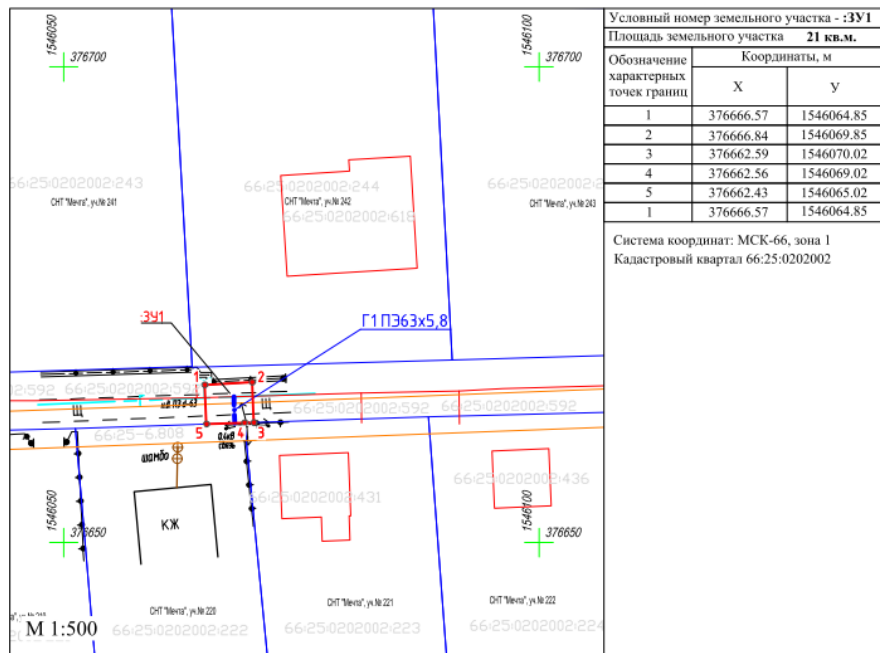 1546050
376700
1546100
376700
66:25:0202002:243
СНТ "Мечта", уч.№ 241
66:25:0202002:244
СНТ "Мечта", уч.№ 242
66:25:0202002:618
66:25:02020
СНТ "Мечта", уч.№ 243
:ЗУ1
Г1 ПЭ63х5,8
1
2
02:592
66:25:0202002:592
Щ
Щ
66:25:0202002:592
66:25:0202002:592
66:25-6.808
5
4
3
0,4кВ
шамбо
КЖ
66:25:0202002:431
66:25:0202002:436
1546050
376650
1546100
376650
СНТ "Мечта", уч.№ 220
СНТ "Мечта", уч.№ 221
СНТ "Мечта", уч.№ 222
М 1:500
66:25:0202002:222
66:25:0202002:223
66:25:0202002:224
Условный номер земельного участка - :ЗУ1
Площадь земельного участка 21 кв.м.
Обозначение характерных точек границ
Координаты, м
Х У
1 376666.57 1546064.85
2 376666.84 1546069.85
3 376662.59 1546070.02
4 376662.56 1546069.02
5 376662.43 1546065.02
1 376666.57 1546064.85
Система координат: МСК-66, зона 1
Кадастровый квартал 66:25:0202002